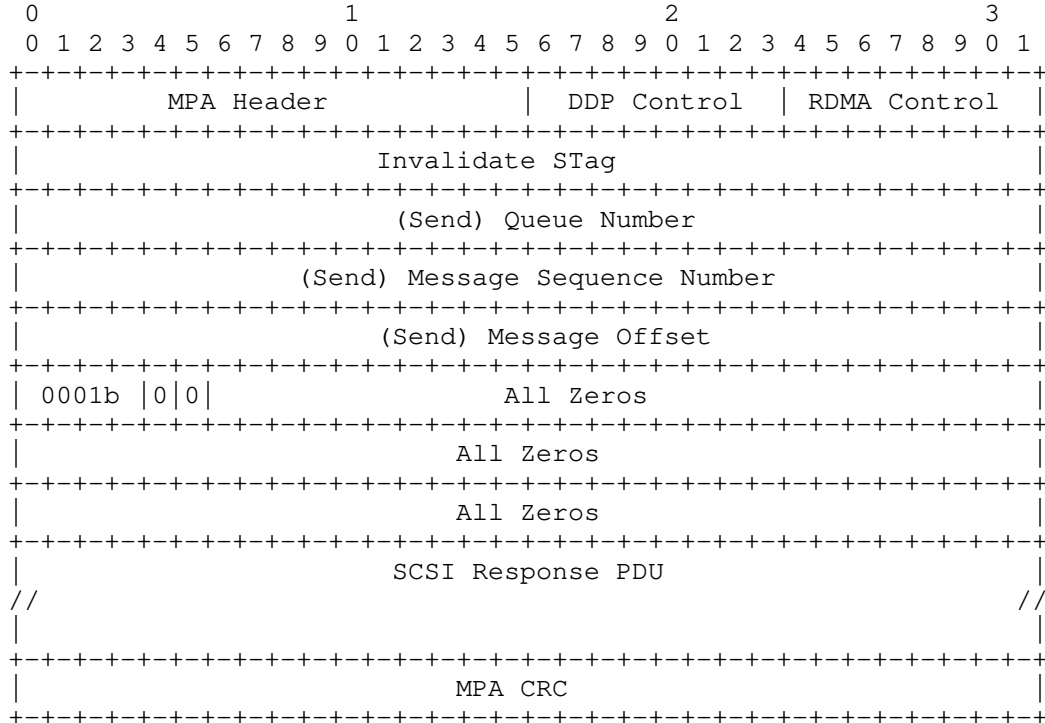 0                   1                   2                   3
 0 1 2 3 4 5 6 7 8 9 0 1 2 3 4 5 6 7 8 9 0 1 2 3 4 5 6 7 8 9 0 1
+-+-+-+-+-+-+-+-+-+-+-+-+-+-+-+-+-+-+-+-+-+-+-+-+-+-+-+-+-+-+-+-+
|         MPA Header            |  DDP Control  | RDMA Control  |
+-+-+-+-+-+-+-+-+-+-+-+-+-+-+-+-+-+-+-+-+-+-+-+-+-+-+-+-+-+-+-+-+
|                      Invalidate STag                          |
+-+-+-+-+-+-+-+-+-+-+-+-+-+-+-+-+-+-+-+-+-+-+-+-+-+-+-+-+-+-+-+-+
|                       (Send) Queue Number                     |
+-+-+-+-+-+-+-+-+-+-+-+-+-+-+-+-+-+-+-+-+-+-+-+-+-+-+-+-+-+-+-+-+
|                 (Send) Message Sequence Number                |
+-+-+-+-+-+-+-+-+-+-+-+-+-+-+-+-+-+-+-+-+-+-+-+-+-+-+-+-+-+-+-+-+
|                      (Send) Message Offset                    |
+-+-+-+-+-+-+-+-+-+-+-+-+-+-+-+-+-+-+-+-+-+-+-+-+-+-+-+-+-+-+-+-+
| 0001b |0|0|                  All Zeros                        |
+-+-+-+-+-+-+-+-+-+-+-+-+-+-+-+-+-+-+-+-+-+-+-+-+-+-+-+-+-+-+-+-+
|                           All Zeros                           |
+-+-+-+-+-+-+-+-+-+-+-+-+-+-+-+-+-+-+-+-+-+-+-+-+-+-+-+-+-+-+-+-+
|                           All Zeros                           |
+-+-+-+-+-+-+-+-+-+-+-+-+-+-+-+-+-+-+-+-+-+-+-+-+-+-+-+-+-+-+-+-+
|                       SCSI Response PDU                       |
//                                                             //
|                                                               |
+-+-+-+-+-+-+-+-+-+-+-+-+-+-+-+-+-+-+-+-+-+-+-+-+-+-+-+-+-+-+-+-+
|                           MPA CRC                             |
+-+-+-+-+-+-+-+-+-+-+-+-+-+-+-+-+-+-+-+-+-+-+-+-+-+-+-+-+-+-+-+-+